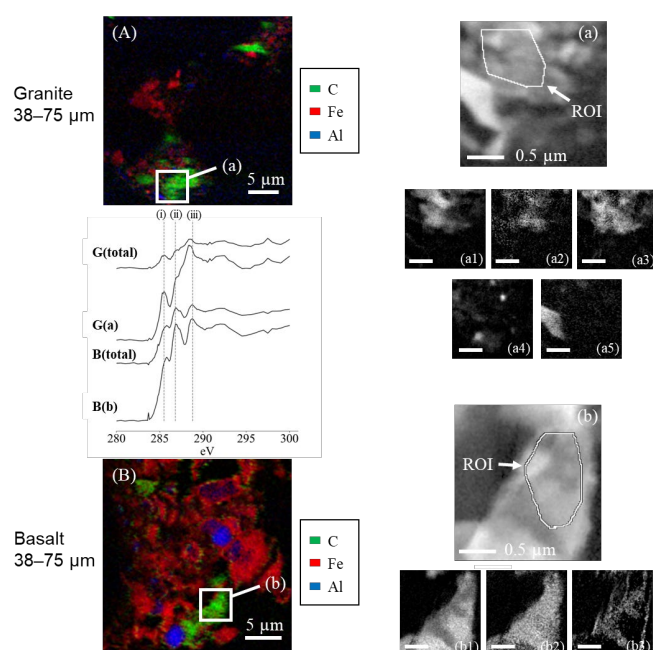 (A)
Granite
38–75 µm
C
Fe
Al
(a)
5 µm
(a)
ROI
0.5 µm
(a1)
(a2)
(a3)
(a4)
(a5)
(i)
(ii)
(iii)
G(total)
G(a)
B(total)
B(b)
280
285
290
295
300
eV
(B)
Basalt
38–75 µm
C
Fe
Al
(b)
5 µm
(b)
ROI
0.5 µm
(b1)
(b2)
(b3)